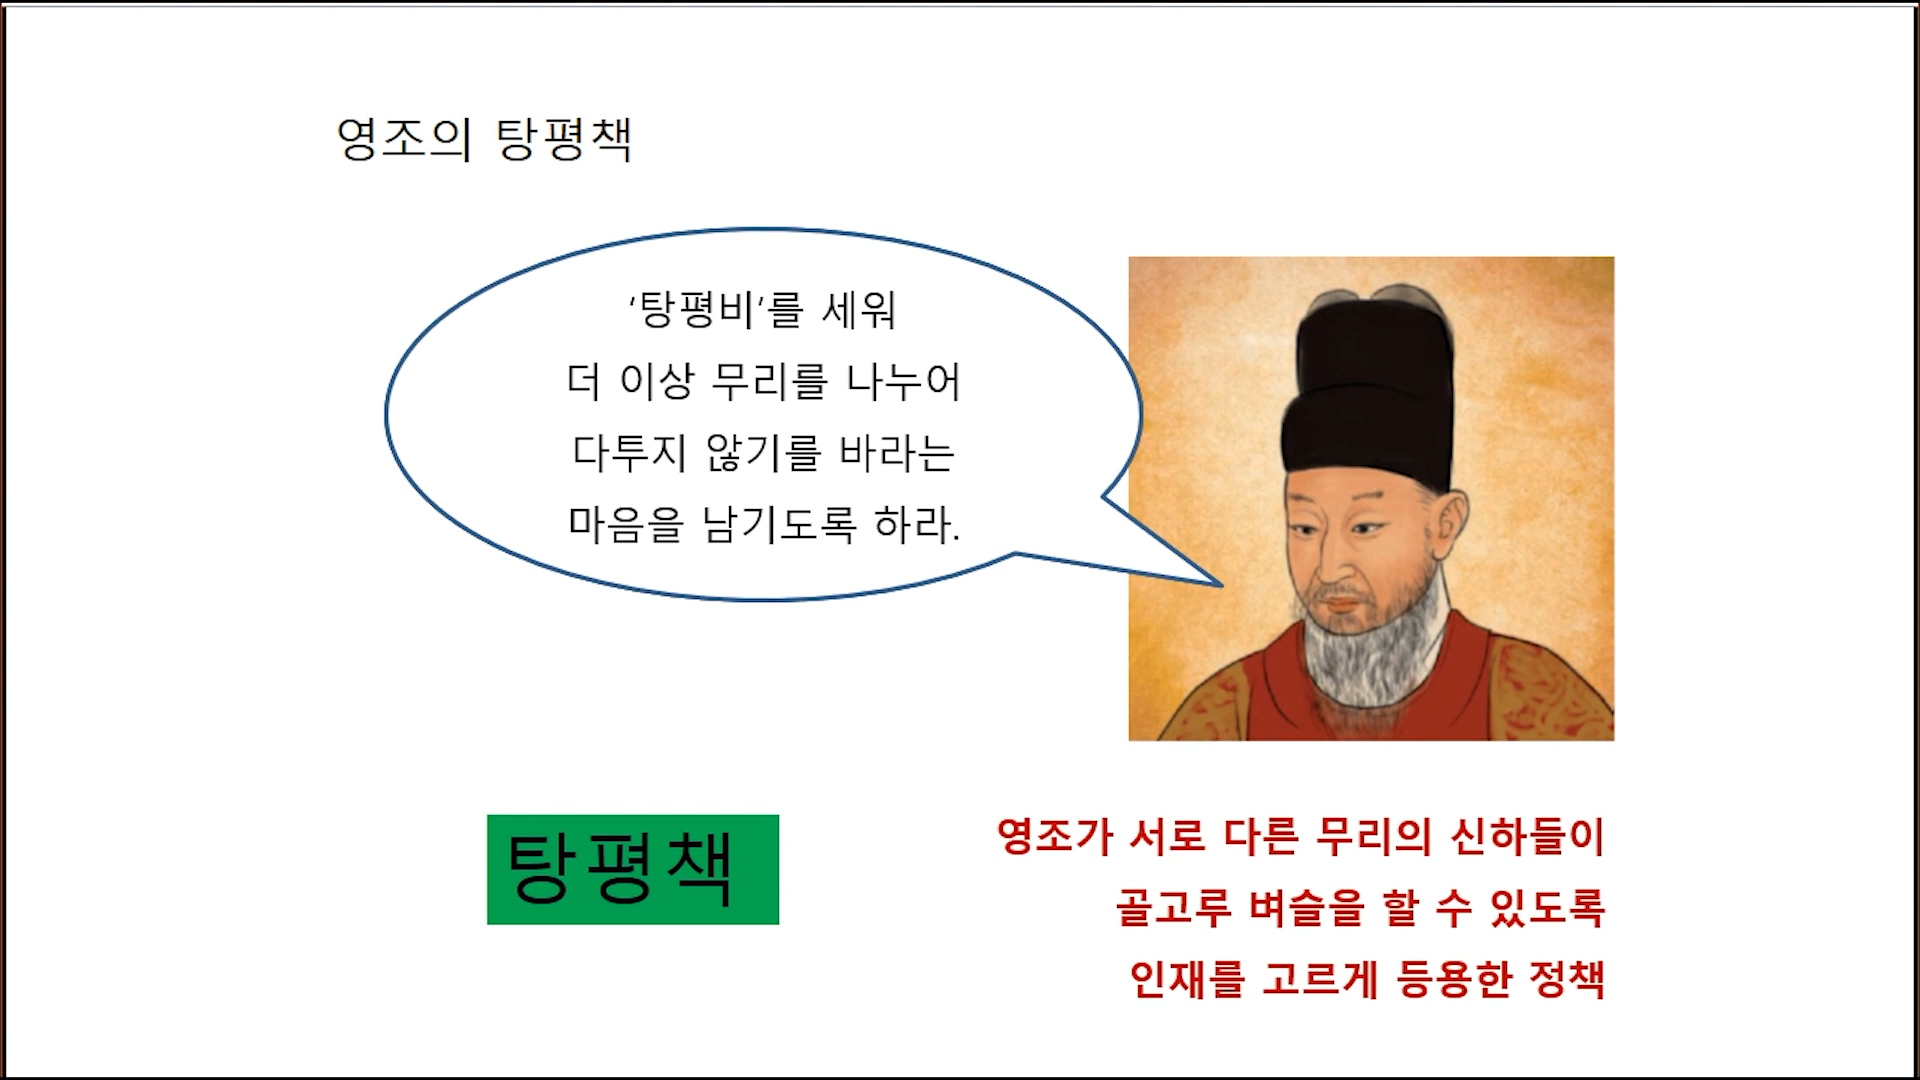 영조의 탕평책
‘탕평비’를 세워
더 이상 무리를 나누어
다투지 않기를 바라는
마음을 남기도록 하라.
탕평책
영조가 서로 다른 무리의 신하들이
골고루 벼슬을 할 수 있도록
인재를 고르게 등용한 정책